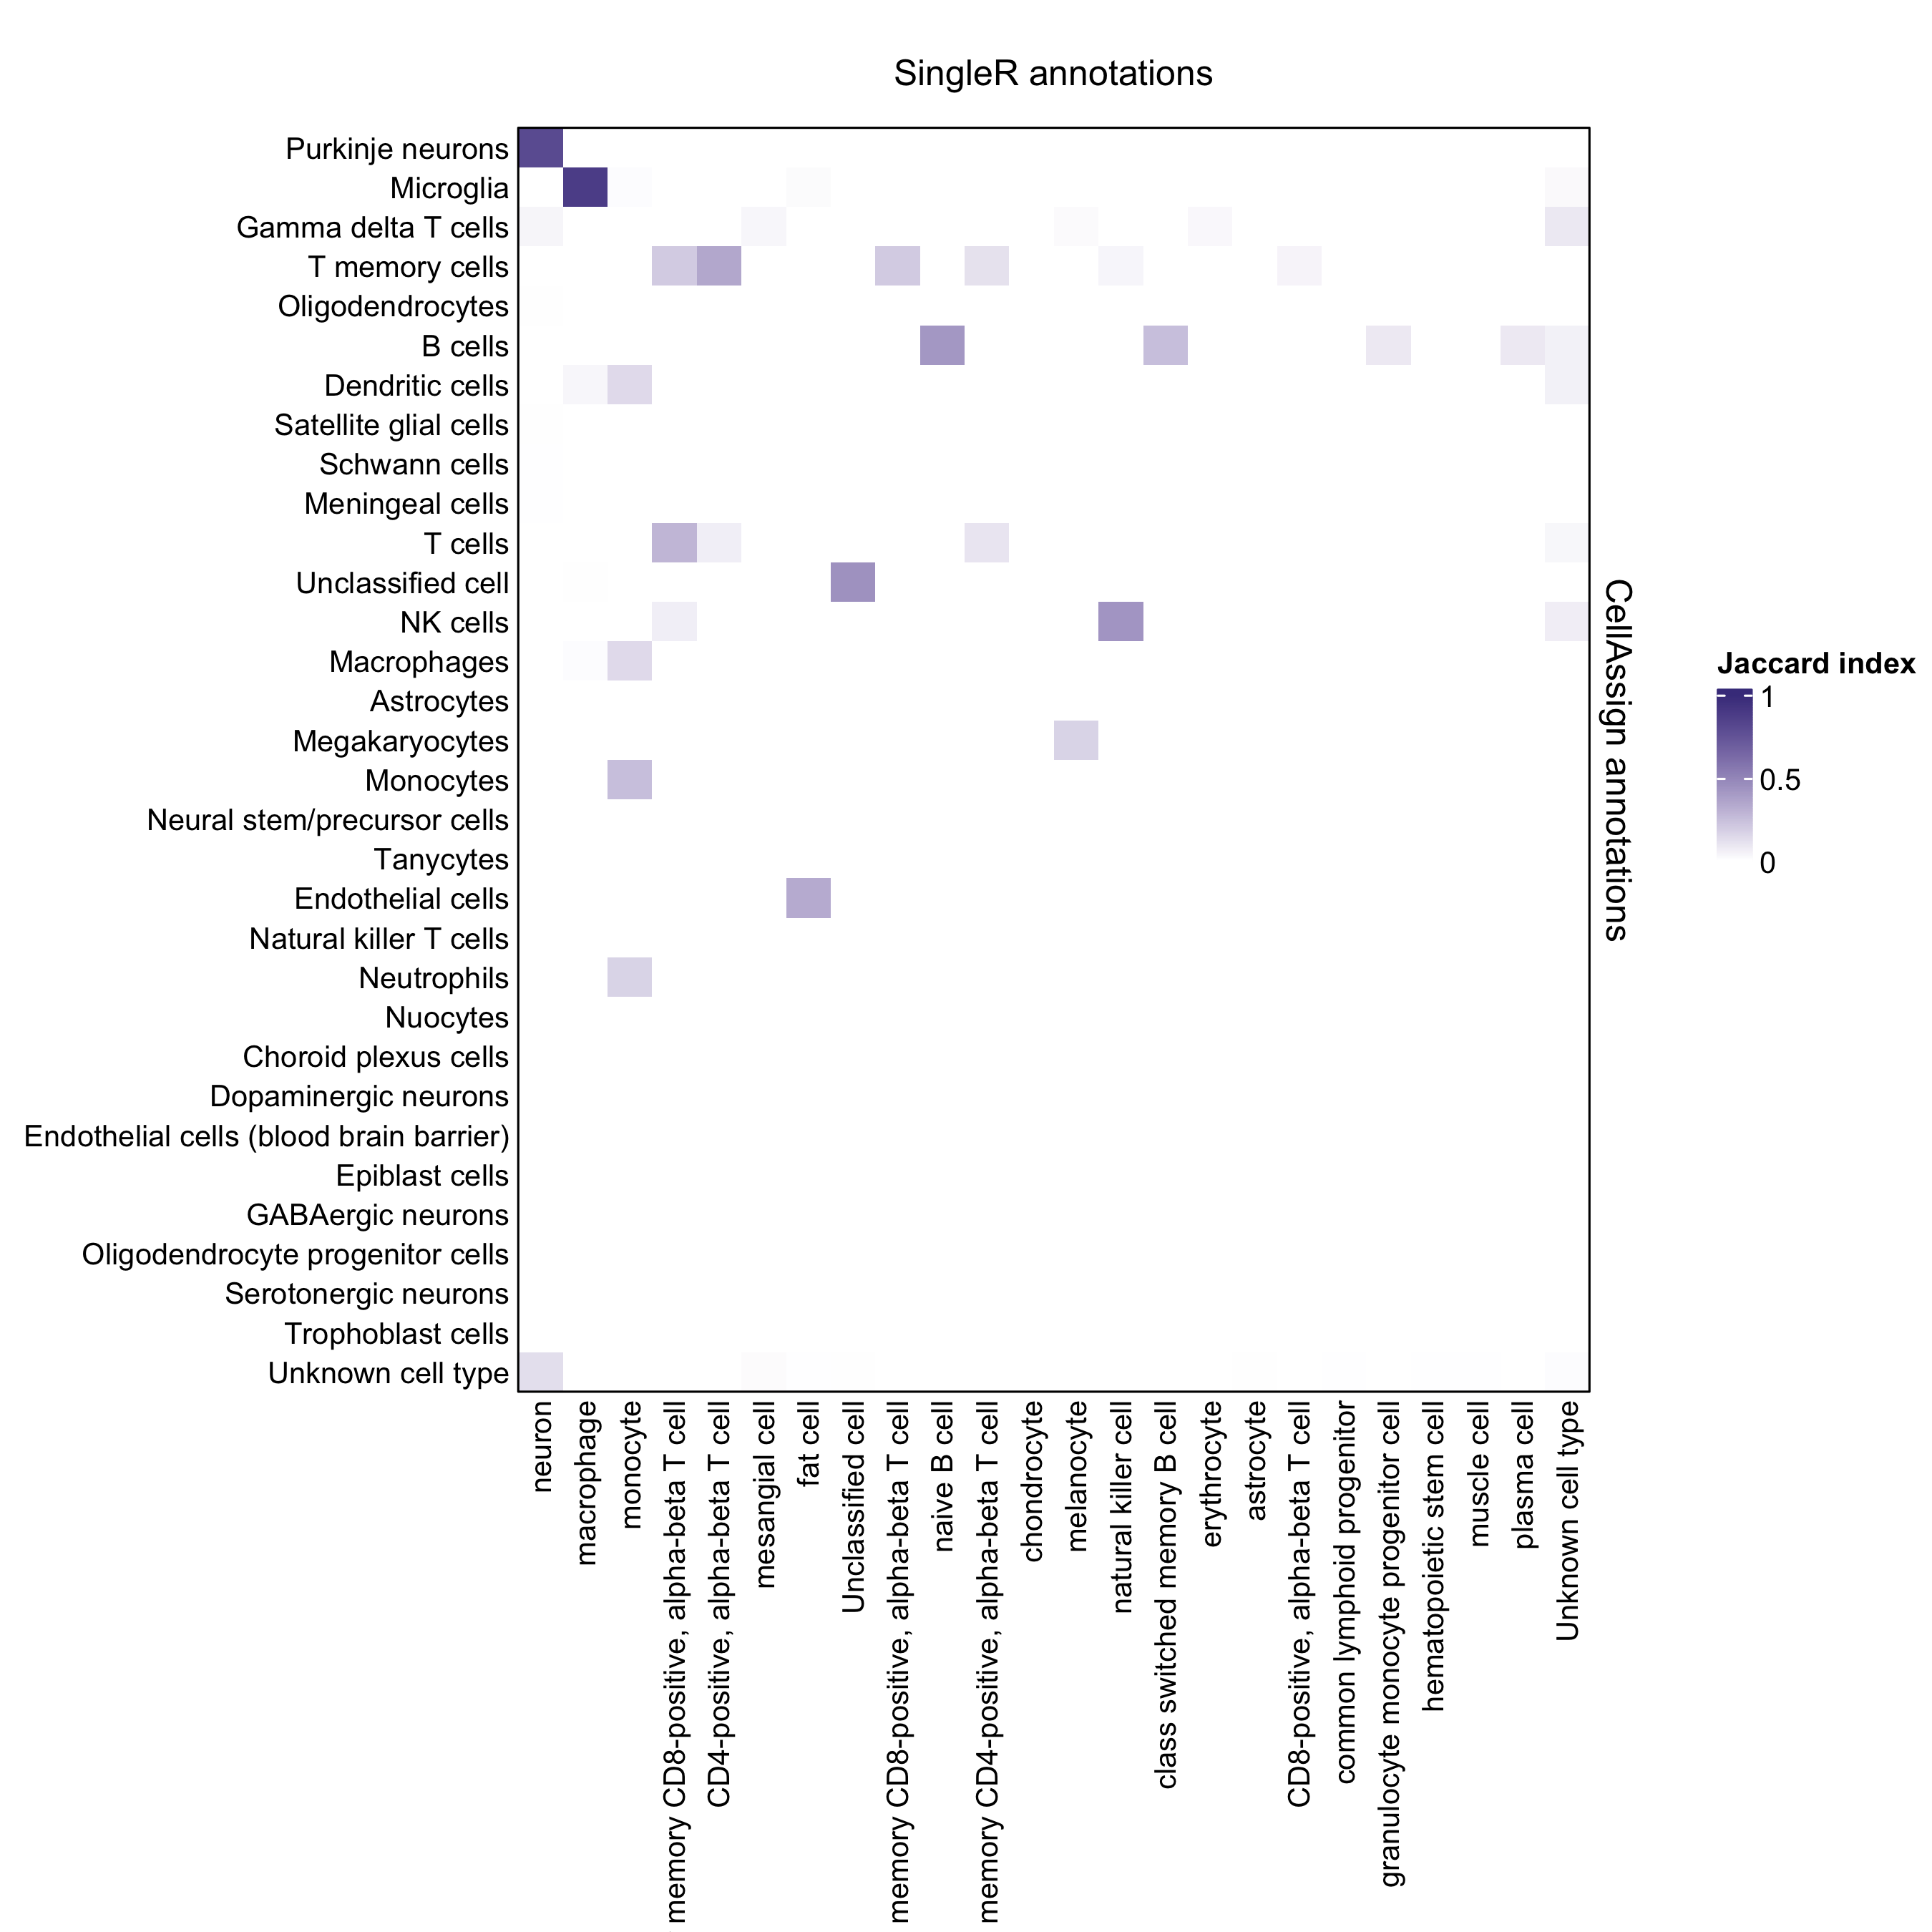 SingleR annotations
Purkinje neurons
Microglia
Gamma delta T cells
T memory cells
Oligodendrocytes
B cells
Dendritic cells
Satellite glial cells
Schwann cells
Meningeal cells
T cells
Unclassified cell
NK cells
Macrophages
Astrocytes
Megakaryocytes
Monocytes
Neural stem/precursor cells
Tanycytes
Endothelial cells
Natural killer T cells
Neutrophils
Nuocytes
Choroid plexus cells
Dopaminergic neurons
Endothelial cells (blood brain barrier)
Epiblast cells
GABAergic neurons
Oligodendrocyte progenitor cells
Serotonergic neurons
Trophoblast cells
Unknown cell type
neuron
macrophage
monocyte
memory CD8-positive, alpha-beta T cell
CD4-positive, alpha-beta T cell
mesangial cell
fat cell
Unclassified cell
memory CD8-positive, alpha-beta T cell
naive B cell
memory CD4-positive, alpha-beta T cell
chondrocyte
melanocyte
natural killer cell
class switched memory B cell
erythrocyte
astrocyte
CD8-positive, alpha-beta T cell
common lymphoid progenitor
granulocyte monocyte progenitor cell
hematopoietic stem cell
muscle cell
plasma cell
Unknown cell type
CellAssign annotations
Jaccard index
1
0.5
0